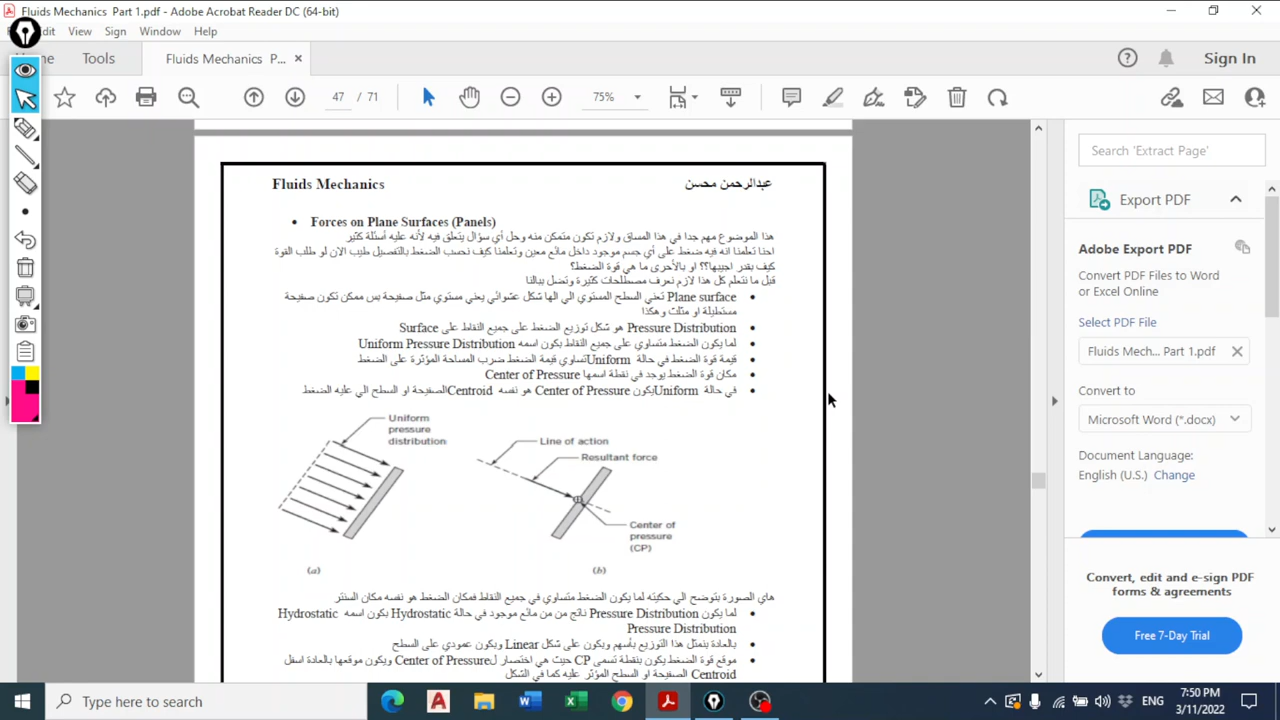 Fluids Mechanics Part 1.pdf - Adobe Acrobat Reader DC (64-bit)
View Sign Window Help
Tools
Fluids Mechanics P...
Sign In
47 / 71
75%
Fluids Mechanics
عبدالرحمن محسن
Forces on Plane Surfaces (Panels)
هذا الموضوع مهم جدا في هذا المساق ولازم تكون متمكن منه وحل أي سؤال يتعلق فيه لأنه عليه أسئلة كثير
احنا تعلمنا انه فيه ضغط على أي جسم موجود داخل مائع معين وتعلمنا كيف نحسب الضغط بالتفصيل طيب الان لو طلب القوة
كيف بقدر اجيبها؟؟ او بالأحرى ما هي قوة الضغط؟
قبل ما نتعلم كل هذا لازم نعرف مصطلحات كثيرة وتضل ببالنا
Plane surface تعني السطح المستوي الي الها شكل عشوائي يعني مستوي مثل صفيحة بس ممكن تكون صفيحة
مستطيلة او مثلث وهكذا
Pressure Distribution هو شكل توزيع الضغط على جميع النقاط على Surface
لما يكون الضغط متساوي على جميع النقاط بكون اسمه Uniform Pressure Distribution
قيمة قوة الضغط في حالة Uniform تساوي قيمة الضغط ضرب المساحة المؤثرة على الضغط
مكان قوة الضغط يوجد في نقطة اسمها Center of Pressure
في حالة Uniform يكون Center of Pressure هو نفسه Centroid الصفيحة او السطح الي عليه الضغط
Uniform
pressure
distribution
Line of action
Resultant force
Center of
pressure
(CP)
(a)
(b)
هاي الصورة بتوضح الي حكيته لما يكون الضغط متساوي في جميع النقاط فمكان الضغط هو نفسه مكان السنتر
لما يكون Pressure Distribution ناتج من من مائع موجود في حالة Hydrostatic بكون اسمه Hydrostatic
Pressure Distribution
بالعادة بنمثل هذا التوزيع بأسهم ويكون على شكل Linear ويكون عمودي على السطح
موقع قوة الضغط يكون بنقطة تسمى CP حيث هي اختصار ل Center of Pressure ويكون موقعها بالعادة اسفل
Centroid الصفيحة او السطح المؤثر عليه كما في الشكل
Search 'Extract Page'
Export PDF
Adobe Export PDF
Convert PDF Files to Word
or Excel Online
Select PDF File
Fluids Mech... Part 1.pdf
Convert to
Microsoft Word (*.docx)
Document Language:
English (U.S.) Change
Convert, edit and e-sign PDF
forms & agreements
Free 7-Day Trial
Type here to search
ENG
7:50 PM
3/11/2022